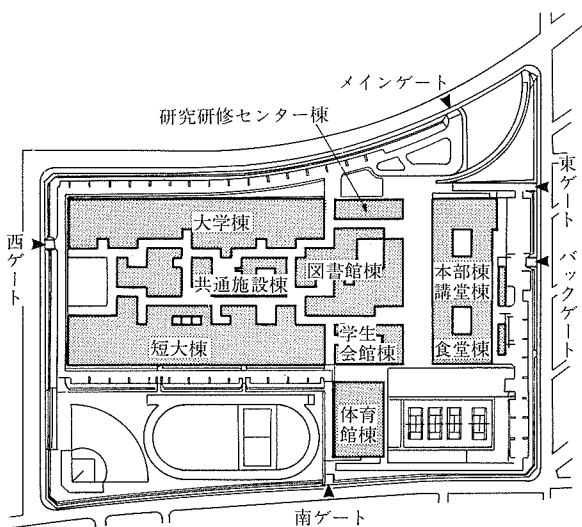 メインゲート
研究研修センター棟
東ゲート
大学棟
西ゲート
バックゲート
共通施設棟
図書館棟
本部棟
講堂棟
短大棟
学生
会館棟
食堂棟
体育
館棟
南ゲート